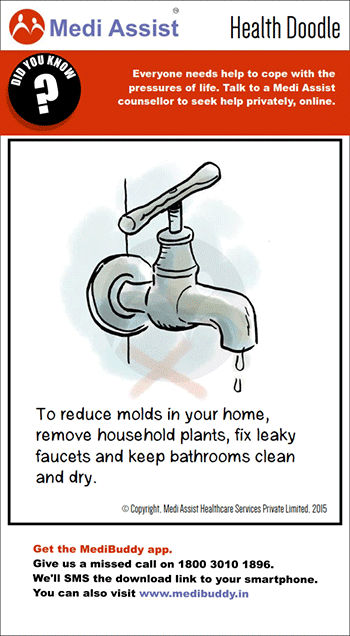 Medi Assist
Health Doodle
DID YOU KNOW
?
Everyone needs help to cope with the
pressures of life. Talk to a Medi Assist
counsellor to seek help privately, online.
To reduce molds in your home,
remove household plants, fix leaky
faucets and keep bathrooms clean
and dry.
© Copyright, Medi Assist Healthcare Services Private Limited, 2015
Get the MediBuddy app.
Give us a missed call on 1800 3010 1896.
We'll SMS the download link to your smartphone.
You can also visit www.medibuddy.in